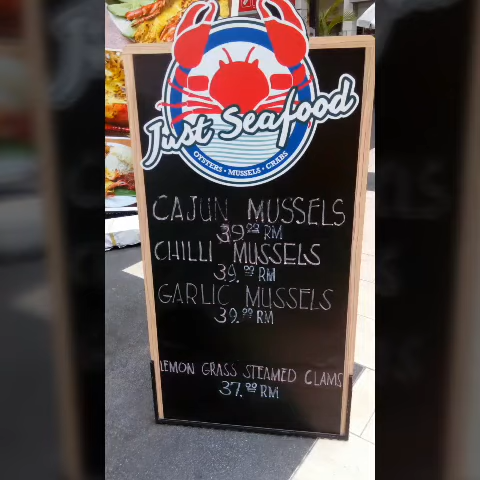 Just Seafood
OYSTERS • MUSSELS • CRABS
CAJUN MUSSELS
39.90 RM
CHILLI MUSSELS
39.90 RM
GARLIC MUSSELS
39.90 RM
LEMON GRASS STEAMED CLAMS
37.90 RM